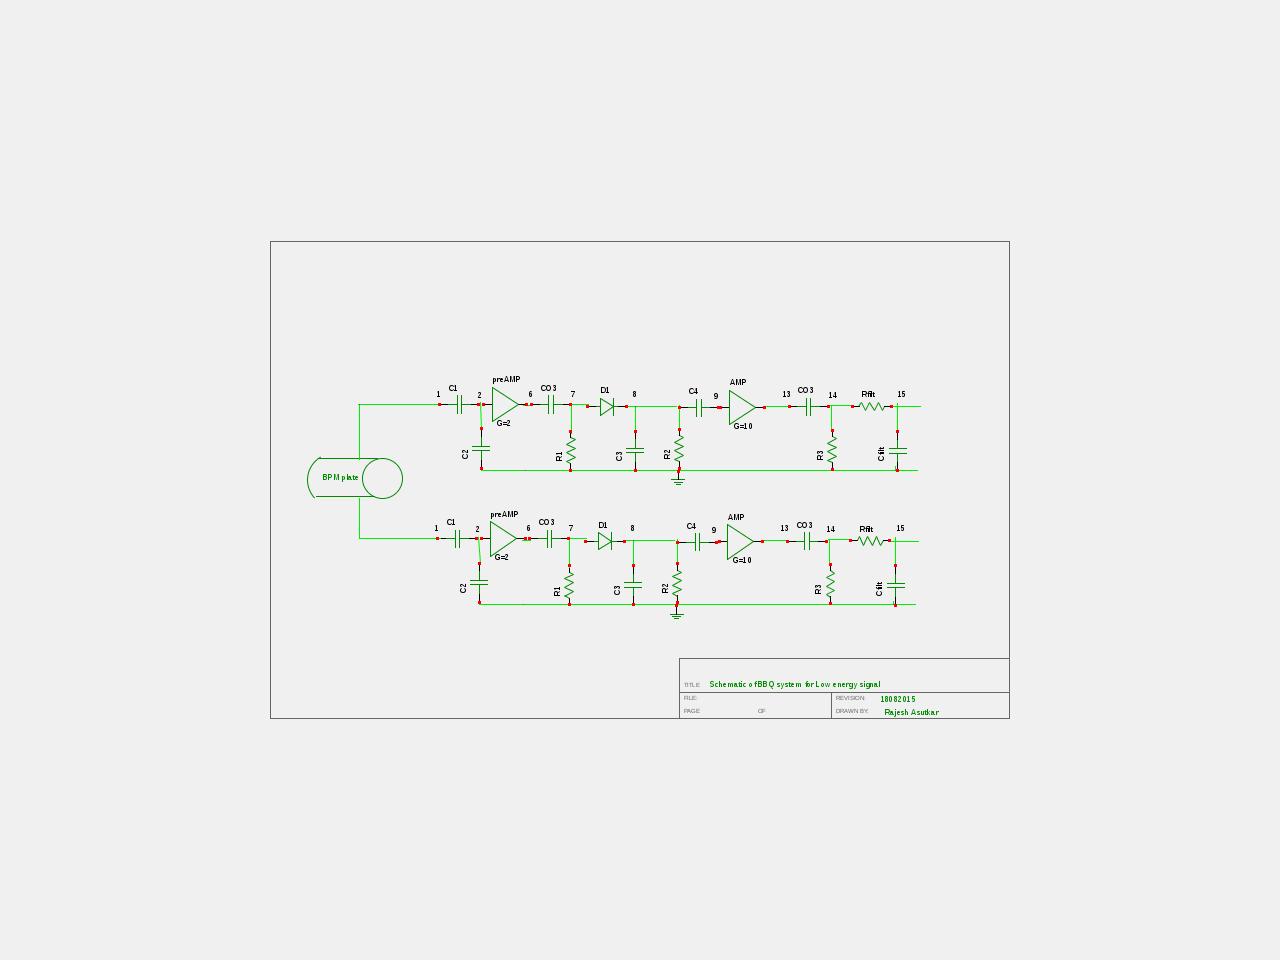 preAMP AMP
1 C1 2 6 CO3 7 D1 8 C4 9 13 CO3 14 Rfilt 15
G=2 G=10
C2 R1 C3 R2 R3 Cfilt
BPM plate
preAMP AMP
1 C1 2 6 CO3 7 D1 8 C4 9 13 CO3 14 Rfilt 15
G=2 G=10
C2 R1 C3 R2 R3 Cfilt
TITLE: Schematic of BBQ system for Low energy signal
FILE: REVISION: 18082015
PAGE OF DRAWN BY: Rajesh Asutkar